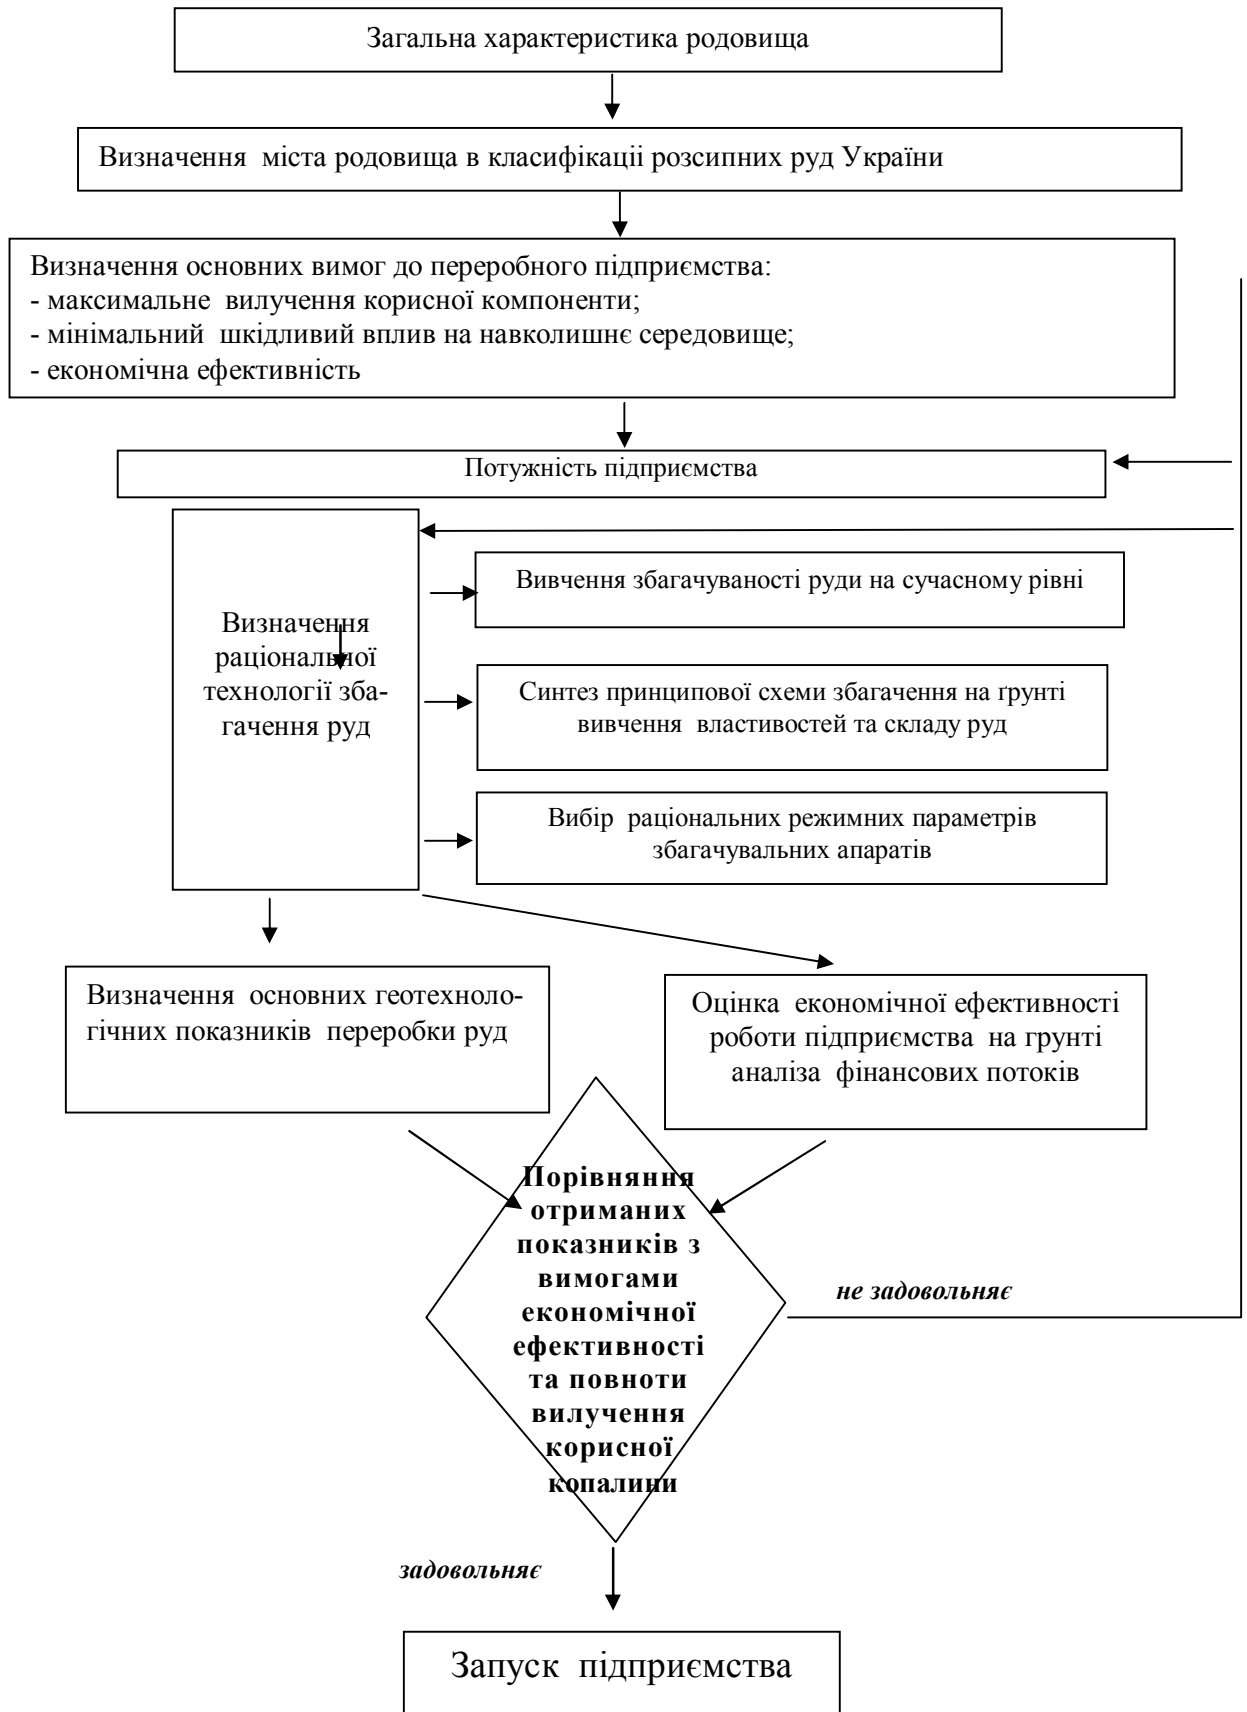 Загальна характеристика родовища
Визначення міста родовища в класифікаціі розсипних руд України
Визначення основних вимог до переробного підприємства:
- максимальне вилучення корисної компоненти;
- мінімальний шкідливий вплив на навколишнє середовище;
- економічна ефективність
Потужність підприємства
Визначення
раціональної
технології зба-
гачення руд
Вивчення збагачуваності руди на сучасному рівні
Синтез принципової схеми збагачення на ґрунті
вивчення властивостей та складу руд
Вибір раціональних режимних параметрів
збагачувальних апаратів
Визначення основних геотехноло-
гічних показників переробки руд
Оцінка економічної ефективності
роботи підприємства на грунті
аналіза фінансових потоків
Порівняння
отриманих
показників з
вимогами
економічної
ефективності
та повноти
вилучення
корисної
копалини
не задовольняє
задовольняє
Запуск підприємства